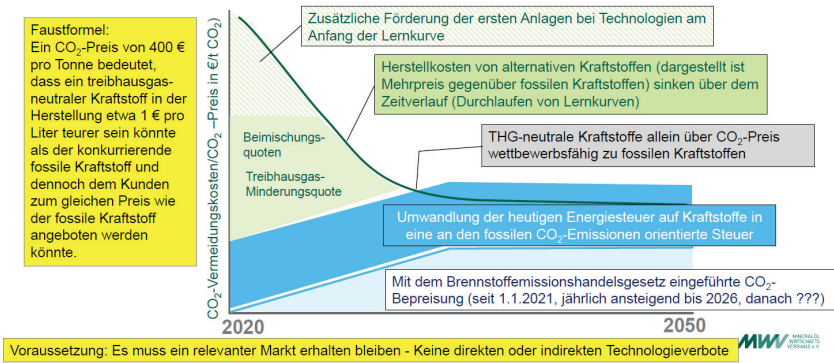 Faustformel:
Ein CO₂-Preis von 400 €
pro Tonne bedeutet,
dass ein treibhausgas-
neutraler Kraftstoff in der
Herstellung etwa 1 € pro
Liter teurer sein könnte
als der konkurrierende
fossile Kraftstoff und
dennoch dem Kunden
zum gleichen Preis wie
der fossile Kraftstoff
angeboten werden
könnte.
CO₂-Vermeidungskosten/CO₂ –Preis in €/t CO₂)
Zusätzliche Förderung der ersten Anlagen bei Technologien am
Anfang der Lernkurve
Herstellkosten von alternativen Kraftstoffen (dargestellt ist
Mehrpreis gegenüber fossilen Kraftstoffen) sinken über dem
Zeitverlauf (Durchlaufen von Lernkurven)
Beimischungs-
quoten
Treibhausgas-
Minderungsquote
THG-neutrale Kraftstoffe allein über CO₂-Preis
wettbewerbsfähig zu fossilen Kraftstoffen
Umwandlung der heutigen Energiesteuer auf Kraftstoffe in
eine an den fossilen CO₂-Emissionen orientierte Steuer
Mit dem Brennstoffemissionshandelsgesetz eingeführte CO₂-
Bepreisung (seit 1.1.2021, jährlich ansteigend bis 2026, danach ???)
2020
2050
Voraussetzung: Es muss ein relevanter Markt erhalten bleiben - Keine direkten oder indirekten Technologieverbote
MWV
MINERALÖL
WIRTSCHAFTS
VERBAND e.V.